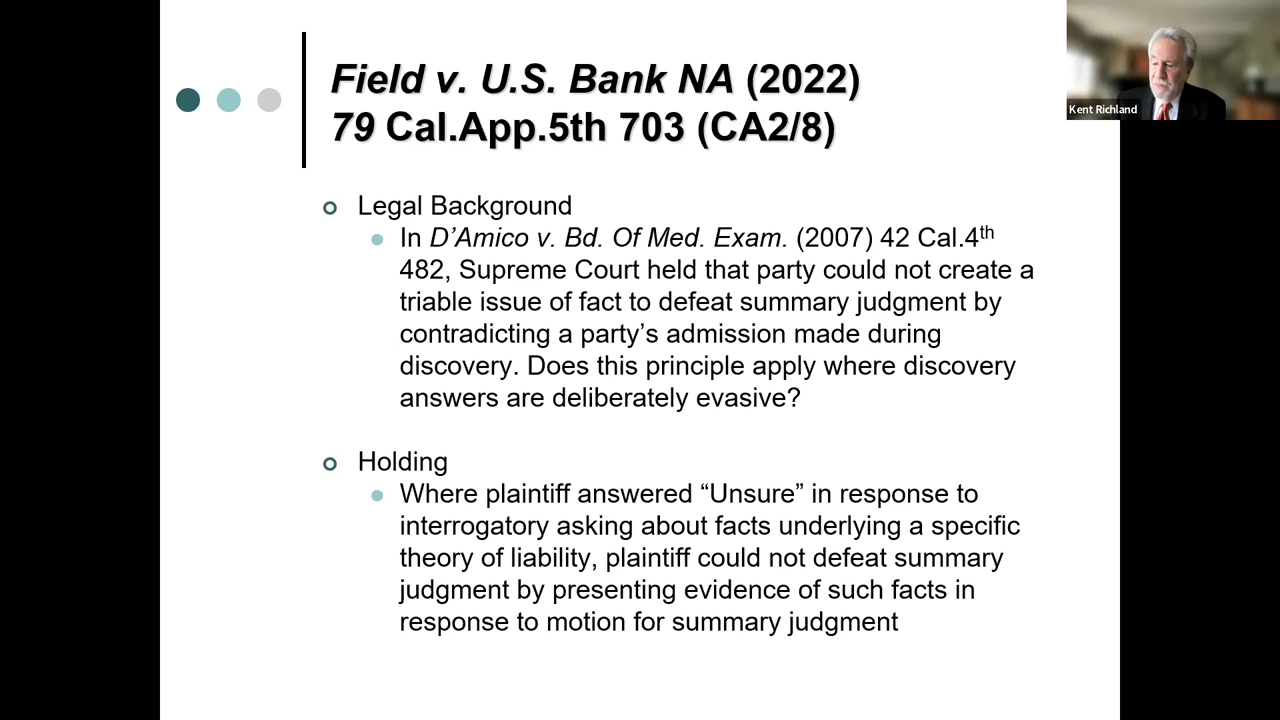 Field v. U.S. Bank NA (2022)
79 Cal.App.5th 703 (CA2/8)
Kent Richland
Legal Background
In D’Amico v. Bd. Of Med. Exam. (2007) 42 Cal.4th
482, Supreme Court held that party could not create a
triable issue of fact to defeat summary judgment by
contradicting a party’s admission made during
discovery. Does this principle apply where discovery
answers are deliberately evasive?
Holding
Where plaintiff answered “Unsure” in response to
interrogatory asking about facts underlying a specific
theory of liability, plaintiff could not defeat summary
judgment by presenting evidence of such facts in
response to motion for summary judgment